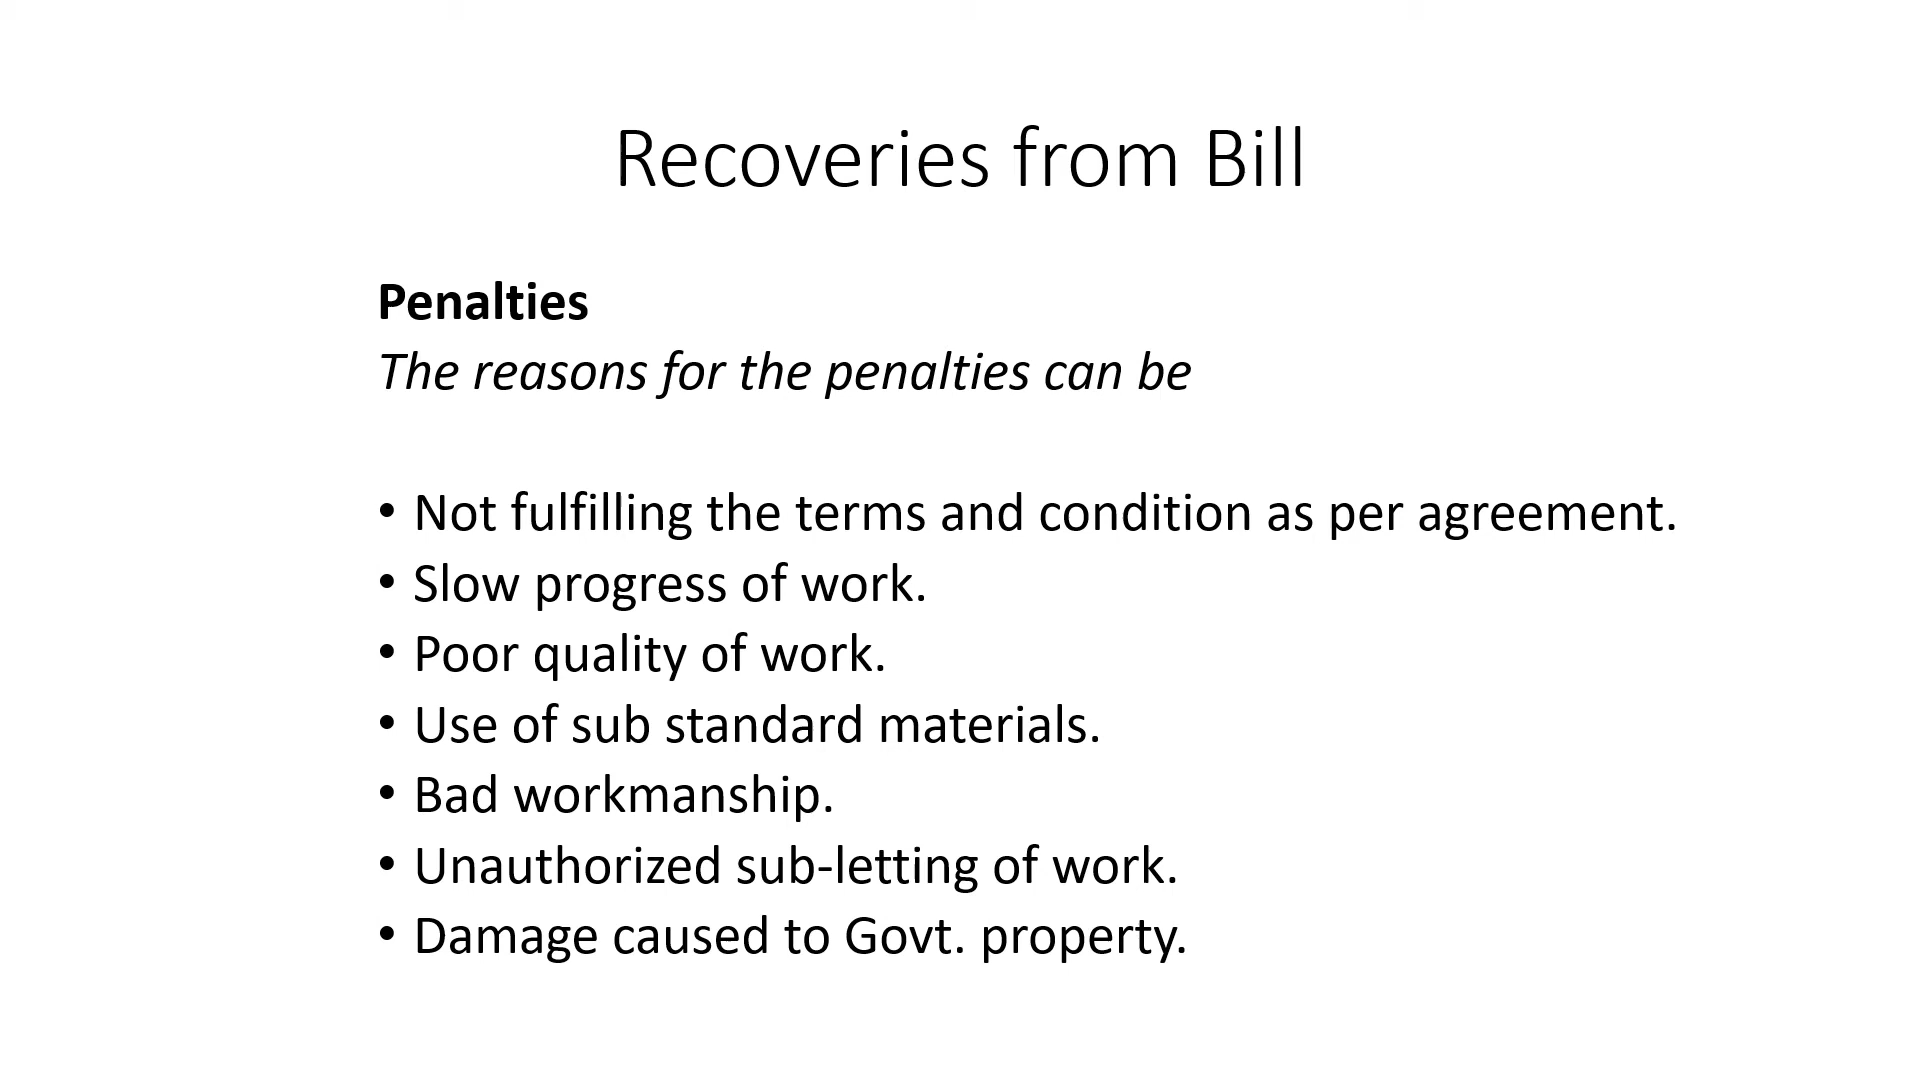 Recoveries from Bill
Penalties
The reasons for the penalties can be
• Not fulfilling the terms and condition as per agreement.
• Slow progress of work.
• Poor quality of work.
• Use of sub standard materials.
• Bad workmanship.
• Unauthorized sub-letting of work.
• Damage caused to Govt. property.